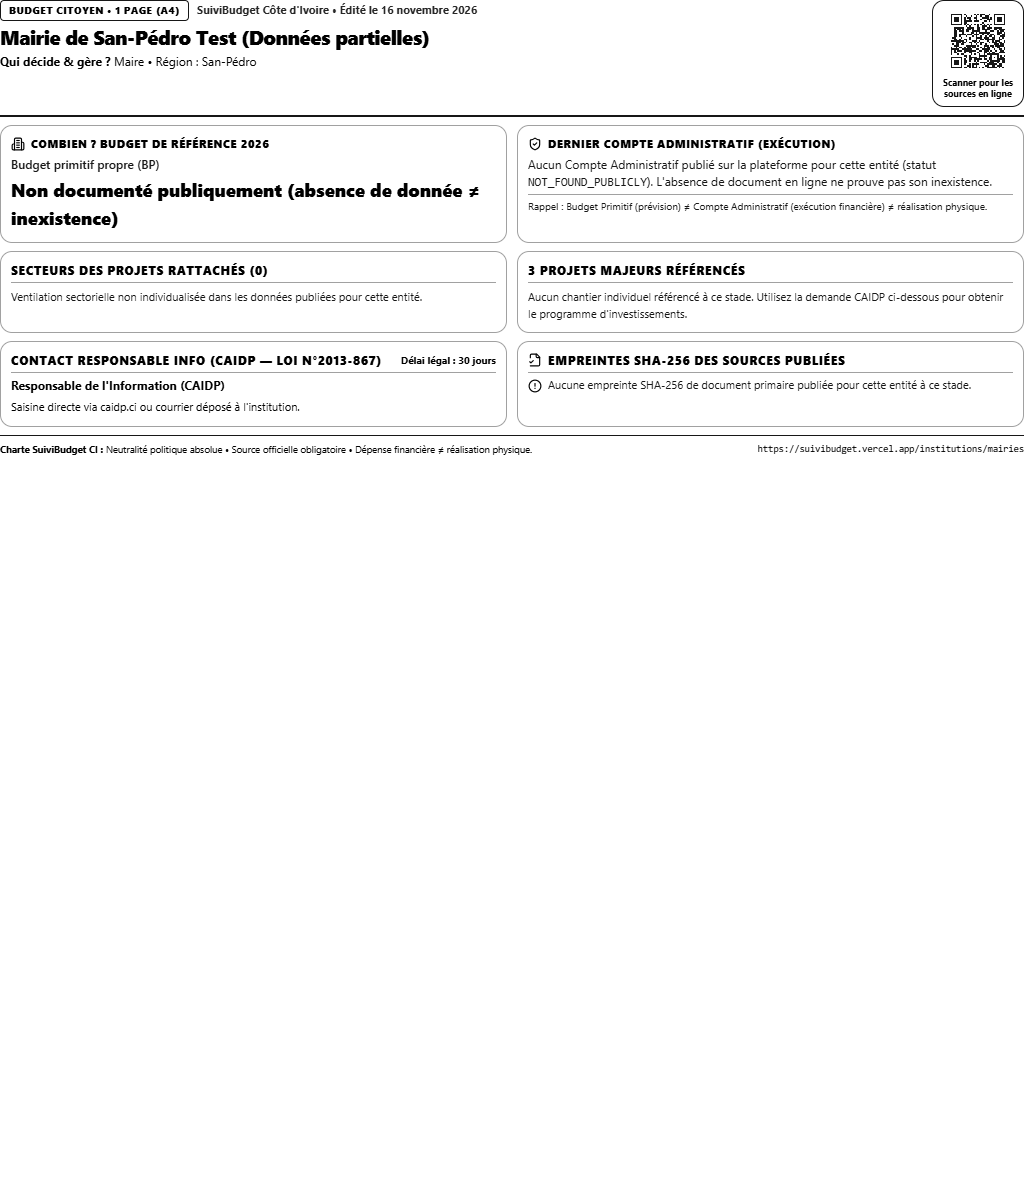 BUDGET CITOYEN • 1 PAGE (A4) SuiviBudget Côte d'Ivoire • Édité le 16 novembre 2026
Mairie de San-Pédro Test (Données partielles)
Qui décide & gère ? Maire • Région : San-Pédro
Scanner pour les
sources en ligne
COMBIEN ? BUDGET DE RÉFÉRENCE 2026
Budget primitif propre (BP)
Non documenté publiquement (absence de donnée ≠
inexistence)
DERNIER COMPTE ADMINISTRATIF (EXÉCUTION)
Aucun Compte Administratif publié sur la plateforme pour cette entité (statut
NOT_FOUND_PUBLICLY). L'absence de document en ligne ne prouve pas son inexistence.
Rappel : Budget Primitif (prévision) ≠ Compte Administratif (exécution financière) ≠ réalisation physique.
SECTEURS DES PROJETS RATTACHÉS (0)
Ventilation sectorielle non individualisée dans les données publiées pour cette entité.
3 PROJETS MAJEURS RÉFÉRENCÉS
Aucun chantier individuel référencé à ce stade. Utilisez la demande CAIDP ci-dessous pour obtenir
le programme d'investissements.
CONTACT RESPONSABLE INFO (CAIDP — LOI N°2013-867) Délai légal : 30 jours
Responsable de l'Information (CAIDP)
Saisine directe via caidp.ci ou courrier déposé à l'institution.
EMPREINTES SHA-256 DES SOURCES PUBLIÉES
Aucune empreinte SHA-256 de document primaire publiée pour cette entité à ce stade.
Charte SuiviBudget CI : Neutralité politique absolue • Source officielle obligatoire • Dépense financière ≠ réalisation physique.
https://suivibudget.vercel.app/institutions/mairies